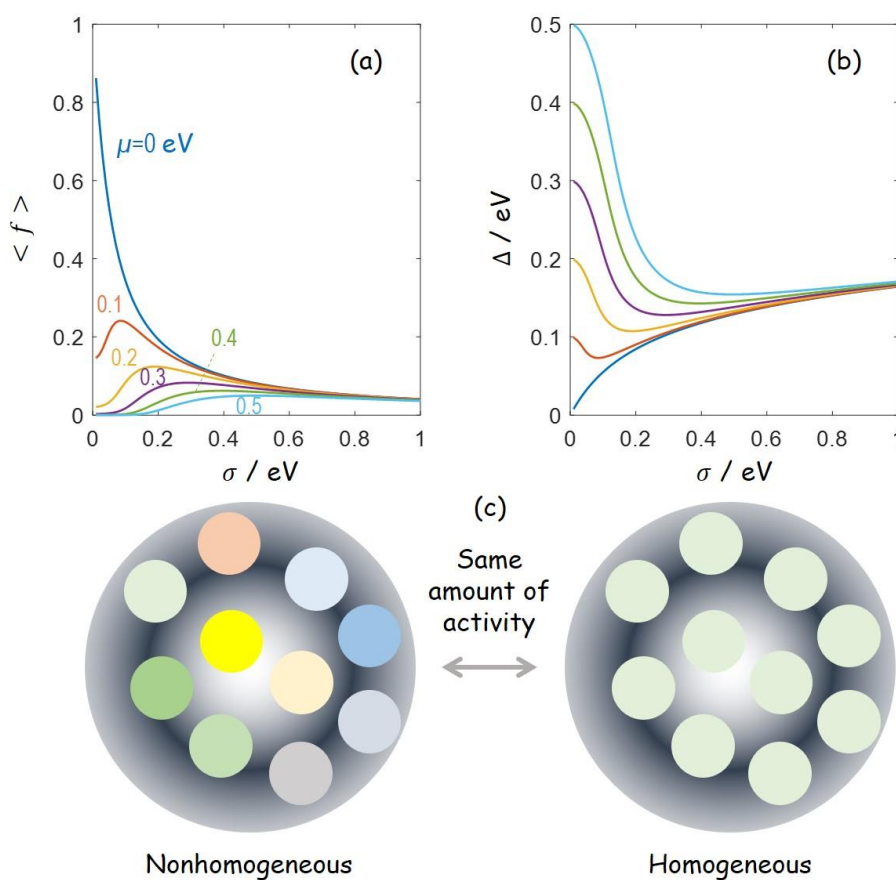 (a)
μ=0 eV
0.1
0.2
0.3
0.4
0.5
< f >
1
0.8
0.6
0.4
0.2
0
0 0.2 0.4 0.6 0.8 1
σ / eV
(b)
Δ / eV
0.5
0.4
0.3
0.2
0.1
0
0 0.2 0.4 0.6 0.8 1
σ / eV
(c)
Same
amount of
activity
Nonhomogeneous
Homogeneous